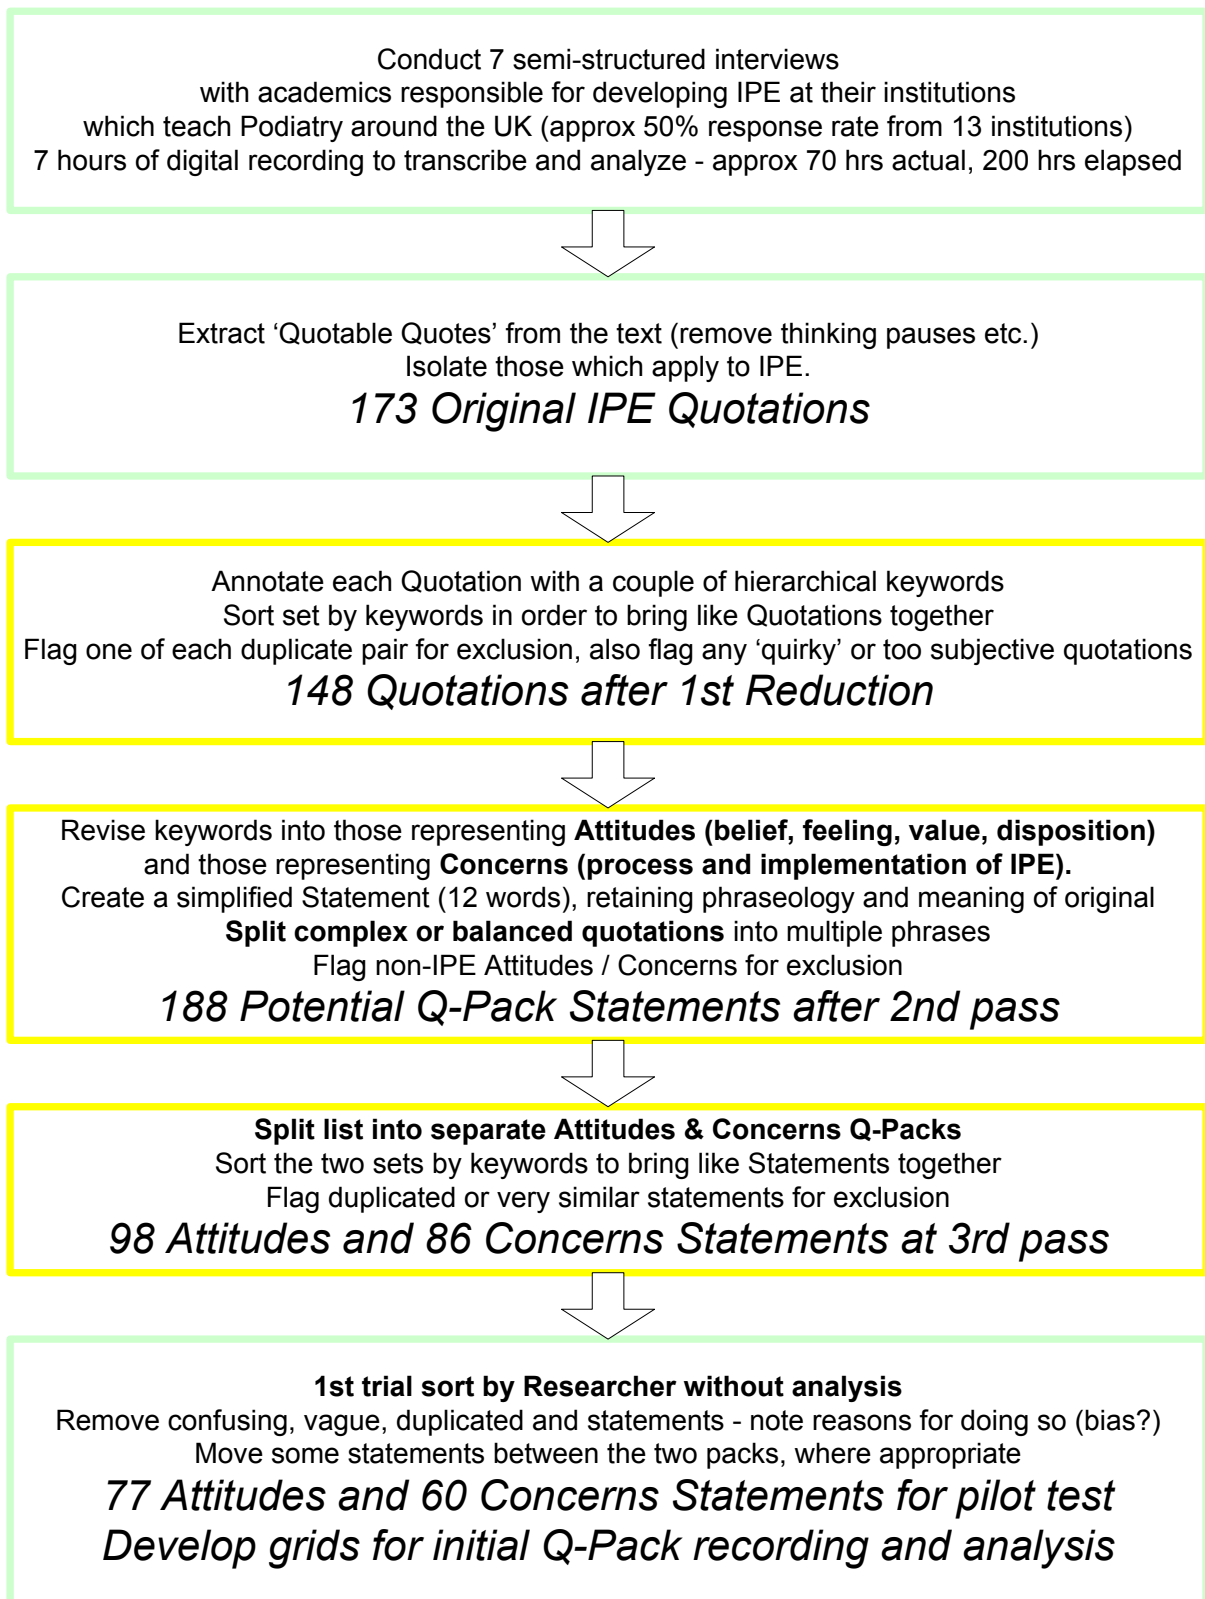 Conduct 7 semi-structured interviews
with academics responsible for developing IPE at their institutions
which teach Podiatry around the UK (approx 50% response rate from 13 institutions)
7 hours of digital recording to transcribe and analyze - approx 70 hrs actual, 200 hrs elapsed
Extract ‘Quotable Quotes’ from the text (remove thinking pauses etc.)
Isolate those which apply to IPE.
173 Original IPE Quotations
Annotate each Quotation with a couple of hierarchical keywords
Sort set by keywords in order to bring like Quotations together
Flag one of each duplicate pair for exclusion, also flag any ‘quirky’ or too subjective quotations
148 Quotations after 1st Reduction
Revise keywords into those representing Attitudes (belief, feeling, value, disposition)
and those representing Concerns (process and implementation of IPE).
Create a simplified Statement (12 words), retaining phraseology and meaning of original
Split complex or balanced quotations into multiple phrases
Flag non-IPE Attitudes / Concerns for exclusion
188 Potential Q-Pack Statements after 2nd pass
Split list into separate Attitudes & Concerns Q-Packs
Sort the two sets by keywords to bring like Statements together
Flag duplicated or very similar statements for exclusion
98 Attitudes and 86 Concerns Statements at 3rd pass
1st trial sort by Researcher without analysis
Remove confusing, vague, duplicated and statements - note reasons for doing so (bias?)
Move some statements between the two packs, where appropriate
77 Attitudes and 60 Concerns Statements for pilot test
Develop grids for initial Q-Pack recording and analysis